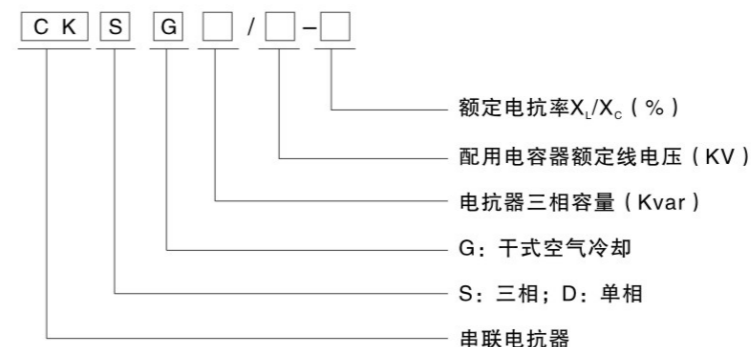 CK S G □ / □ – □
额定电抗率XL/XC（%）
配用电容器额定线电压（KV）
电抗器三相容量（Kvar）
G：干式空气冷却
S：三相；D：单相
串联电抗器